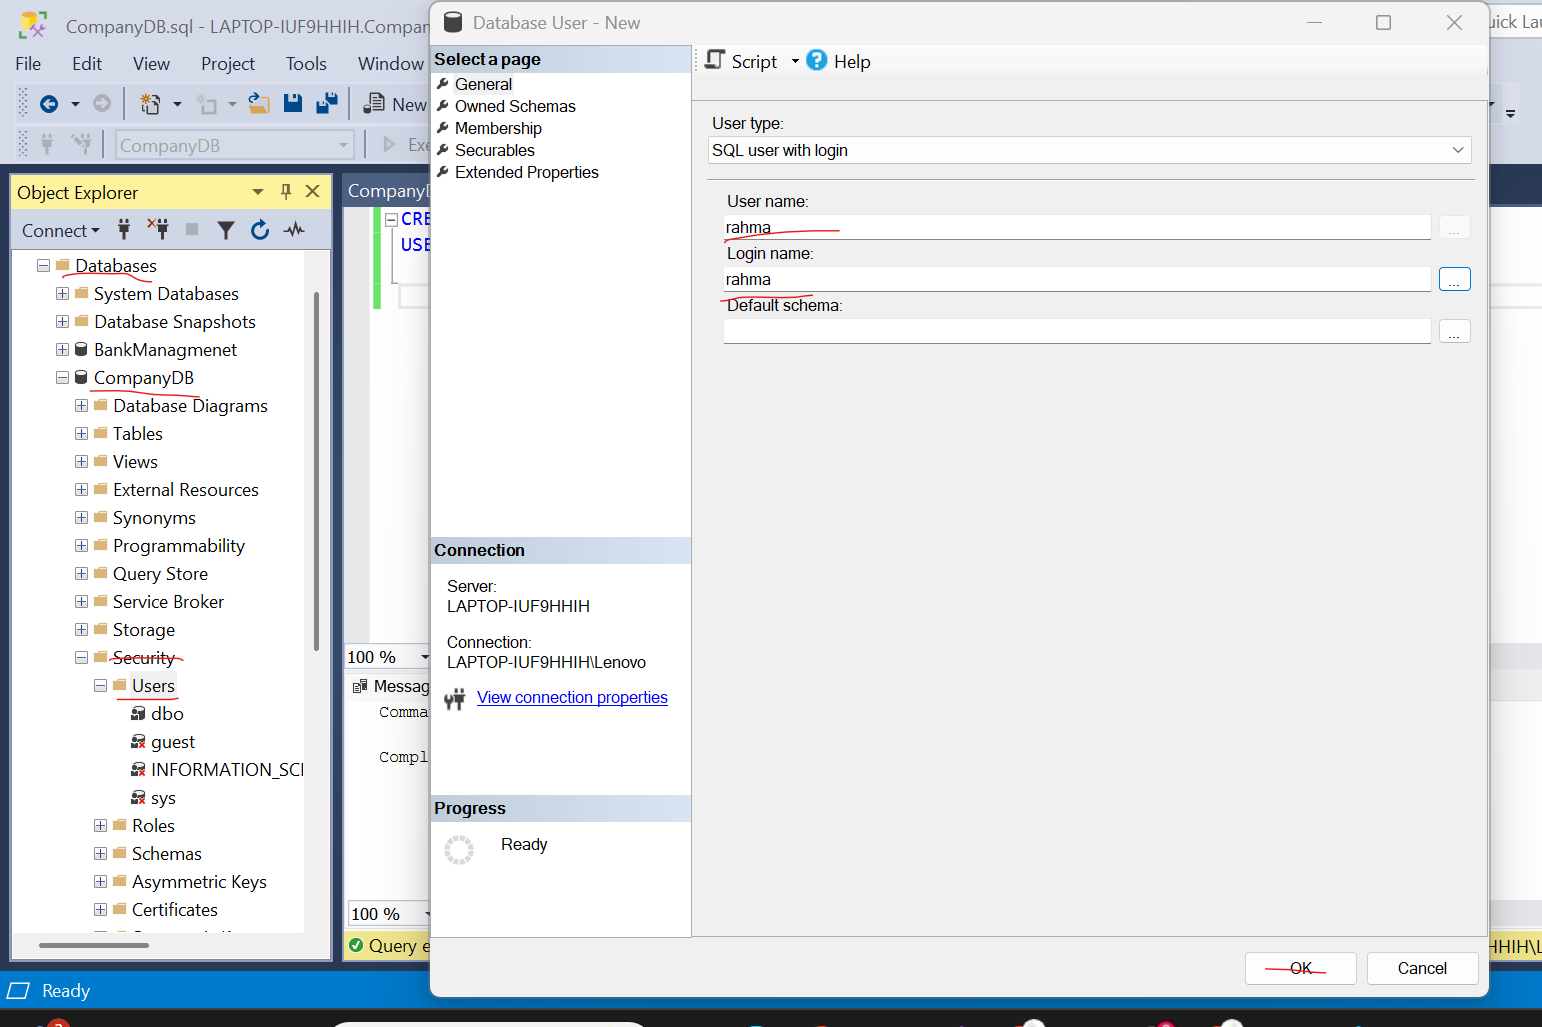 CompanyDB.sql - LAPTOP-IUF9HHIH.Compan
File Edit View Project Tools Window
New
CompanyDB
Exe
Object Explorer
Connect
Databases
System Databases
Database Snapshots
BankManagmenet
CompanyDB
Database Diagrams
Tables
Views
External Resources
Synonyms
Programmability
Query Store
Service Broker
Storage
Security
Users
dbo
guest
INFORMATION_SCI
sys
Roles
Schemas
Asymmetric Keys
Certificates
CompanyD
CRE
USE
100 %
Messag
Comma
Compl
100 %
Query e
Ready
Database User - New
Select a page
General
Owned Schemas
Membership
Securables
Extended Properties
Connection
Server:
LAPTOP-IUF9HHIH
Connection:
LAPTOP-IUF9HHIH\Lenovo
View connection properties
Progress
Ready
Script
Help
User type:
SQL user with login
User name:
rahma
...
Login name:
rahma
...
Default schema:
...
OK
Cancel
uick Lau
HHIH\L